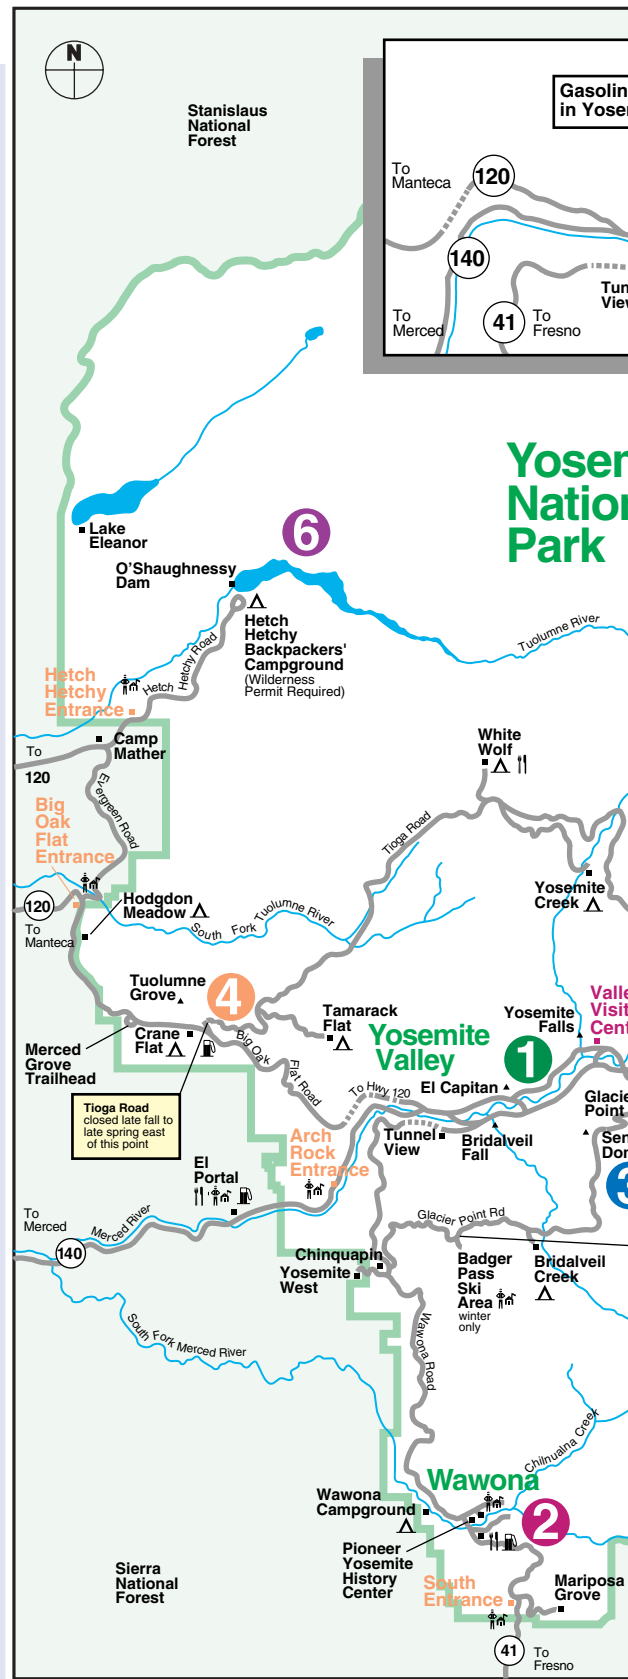 N
Stanislaus
National
Forest
Gasolin
in Yosem
To
Manteca
120
140
To
Merced
41
To
Fresno
Tun
View
Yosem
Nation
Park
Lake
Eleanor
6
O'Shaughnessy
Dam
Hetch
Hetchy
Backpackers'
Campground
(Wilderness
Permit Required)
Tuolumne River
Hetch Hetchy Road
Hetch
Hetchy
Entrance
Camp
Mather
To
120
Evergreen Road
White
Wolf
Tioga Road
Big
Oak
Flat
Entrance
120
To
Manteca
Hodgdon
Meadow
South Fork Tuolumne River
Yosemite
Creek
Tuolumne
Grove
4
Tamarack
Flat
Yosemite
Falls
Valle
Visit
Cent
Merced
Grove
Trailhead
Crane
Flat
Big Oak Flat Road
Yosemite
Valley
1
El Capitan
To Hwy 120
Glacie
Point
Tioga Road
closed late fall to
late spring east
of this point
Arch
Rock
Entrance
Tunnel
View
Bridalveil
Fall
Sen
Dom
3
El
Portal
To
Merced
140
Merced River
Glacier Point Rd
Chinquapin
Yosemite
West
Badger
Pass
Ski
Area
winter
only
Bridalveil
Creek
South Fork Merced River
Wawona Road
Chilnualna Creek
Wawona
Wawona
Campground
2
Pioneer
Yosemite
History
Center
South
Entrance
Mariposa
Grove
Sierra
National
Forest
41
To
Fresno